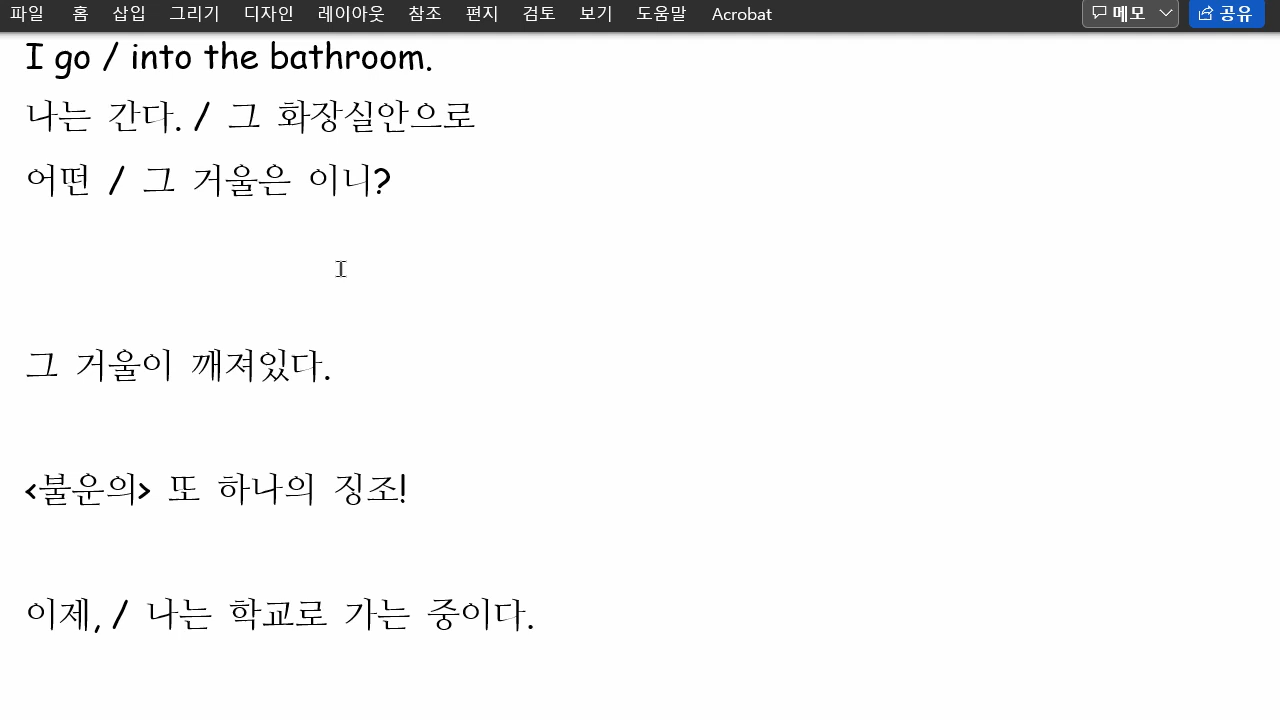 파일 홈 삽입 그리기 디자인 레이아웃 참조 편지 검토 보기 도움말 Acrobat 메모 공유
I go / into the bathroom.
나는 간다. / 그 화장실안으로
어떤 / 그 거울은 이니?
그 거울이 깨져있다.
<불운의> 또 하나의 징조!
이제, / 나는 학교로 가는 중이다.